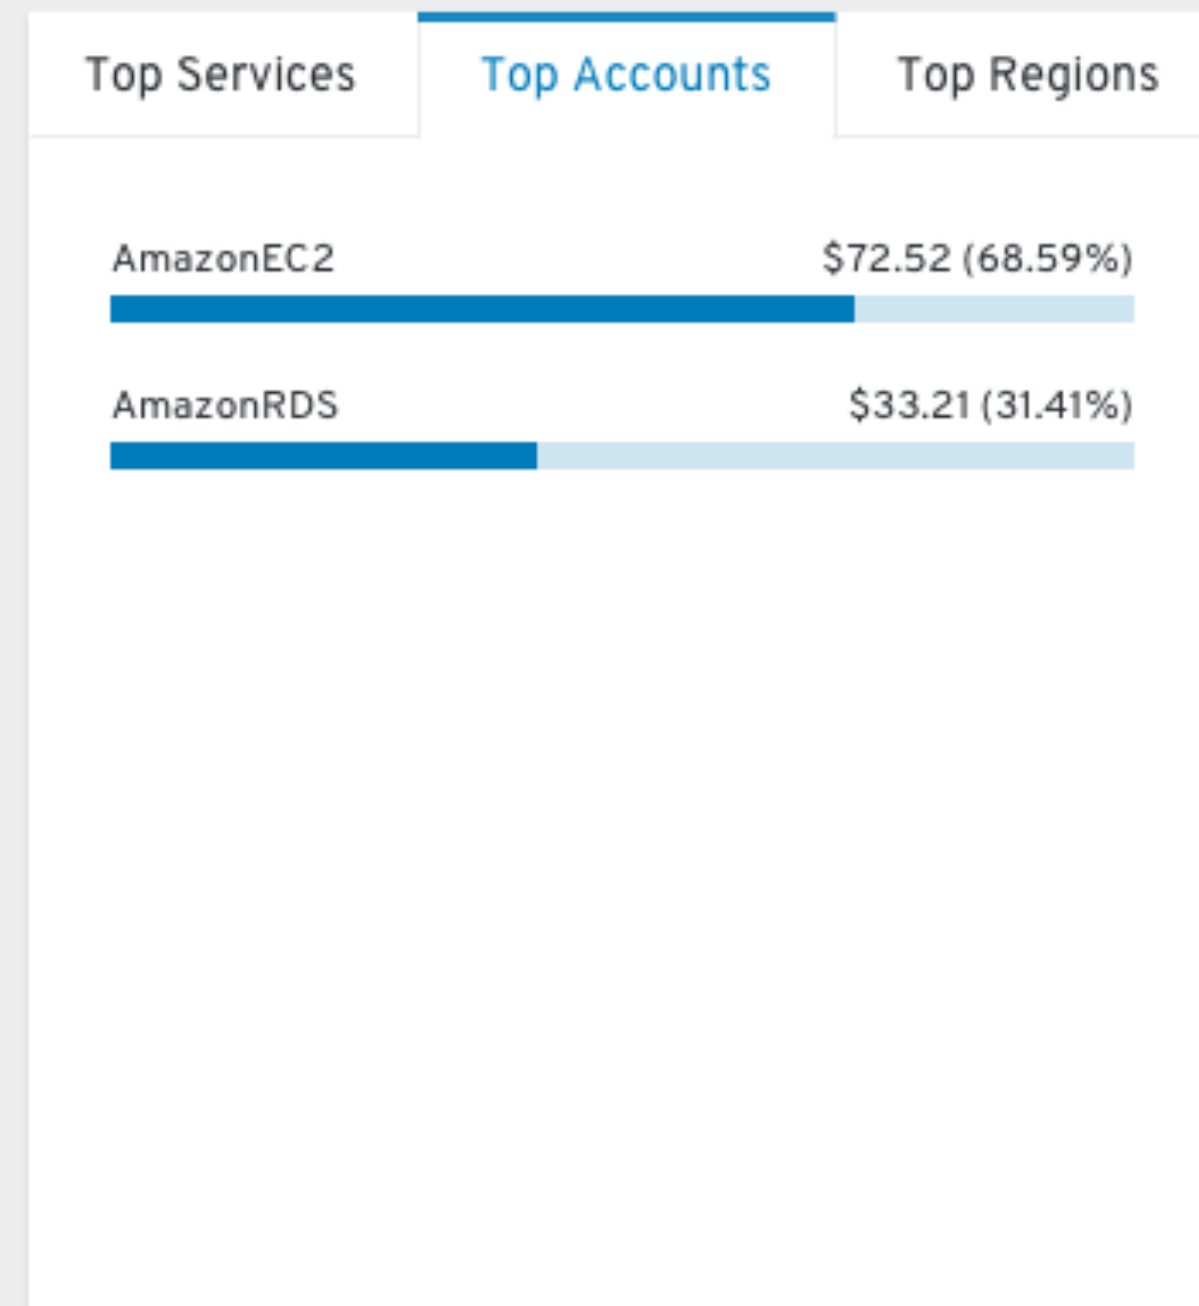 Top Services Top Accounts Top Regions
AmazonEC2 $72.52 (68.59%)
AmazonRDS $33.21 (31.41%)